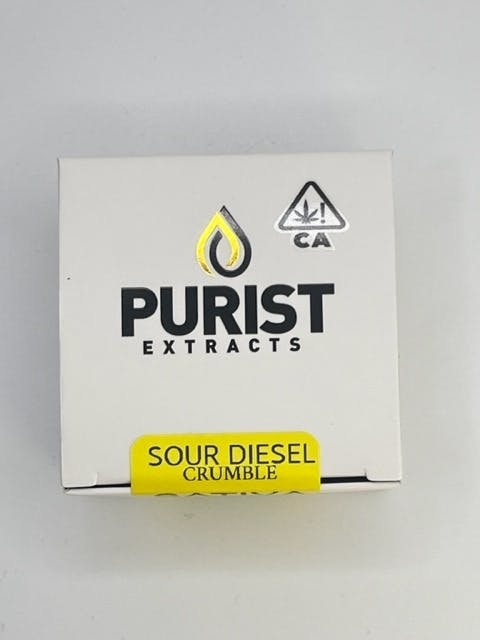 !
CA
PURIST
EXTRACTS
SOUR DIESEL
CRUMBLE